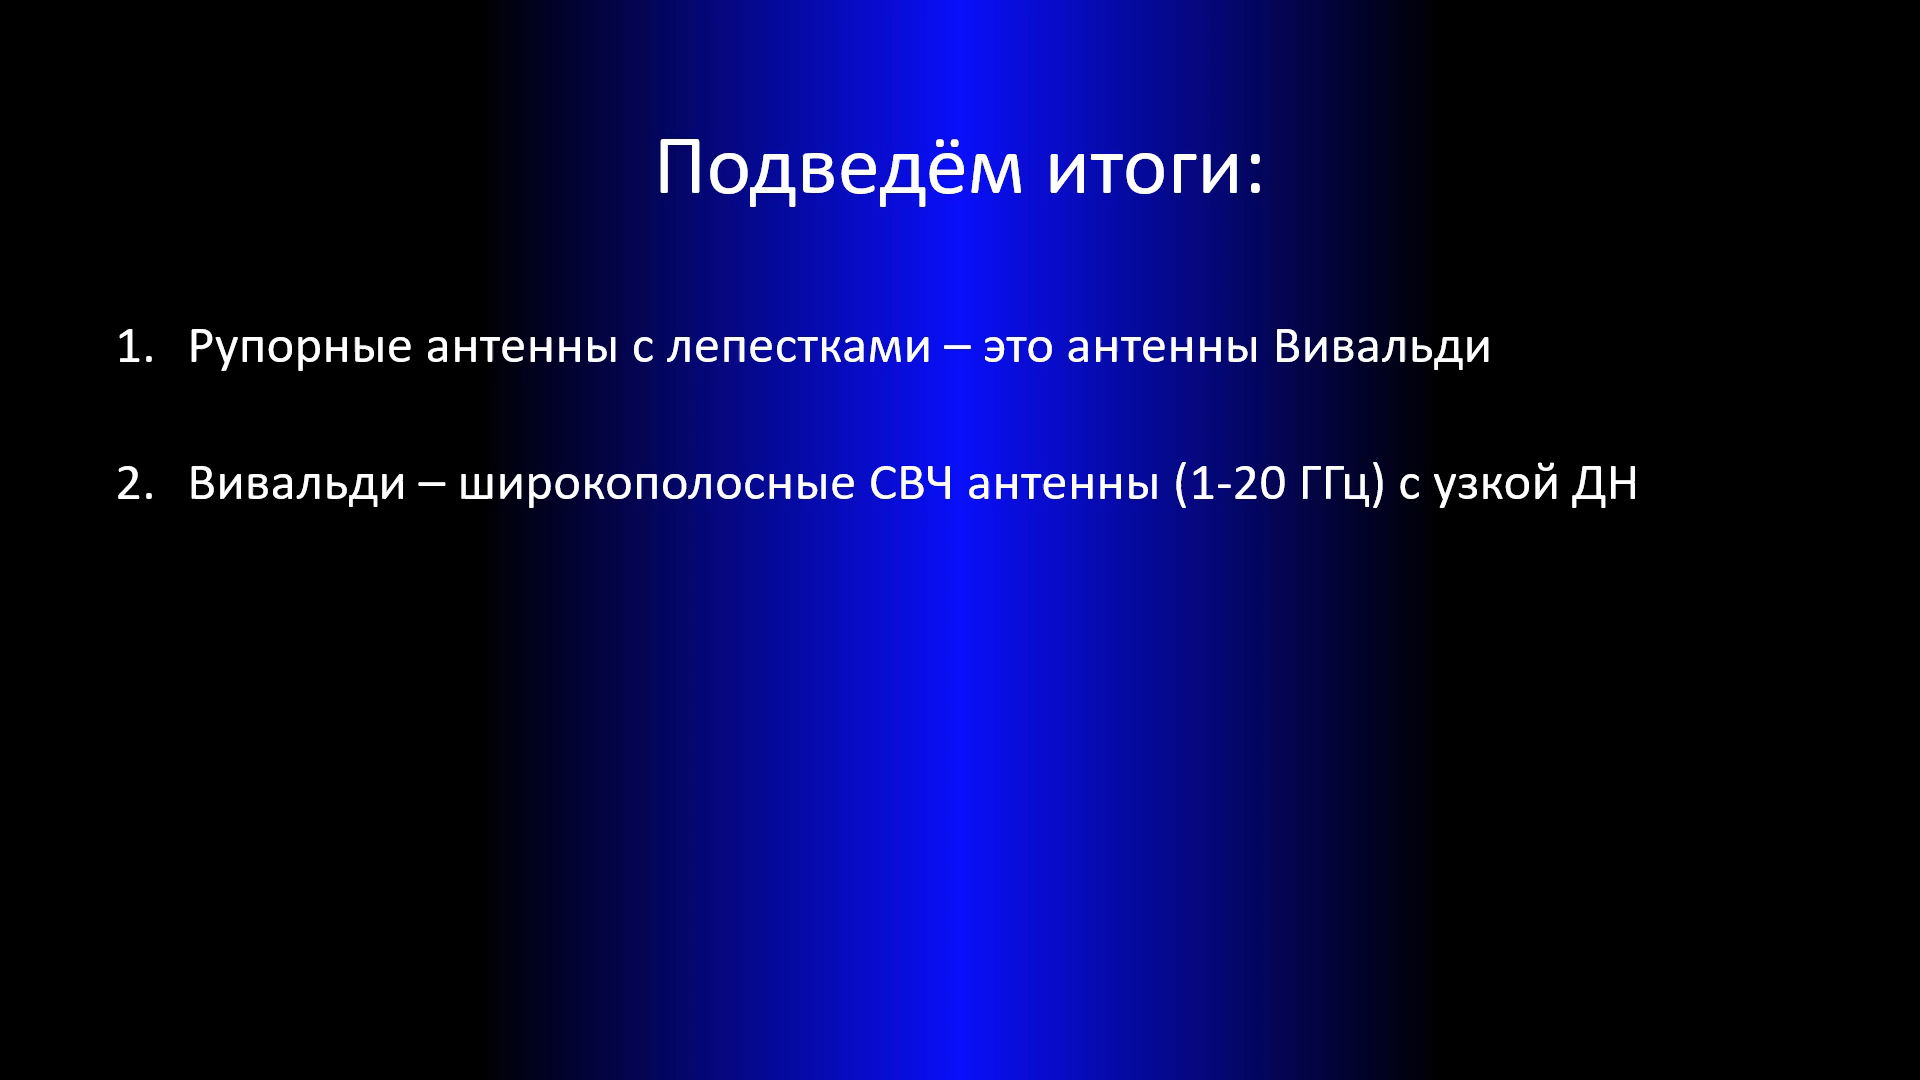 Подведём итоги:
1. Рупорные антенны с лепестками – это антенны Вивальди
2. Вивальди – широкополосные СВЧ антенны (1-20 ГГц) с узкой ДН